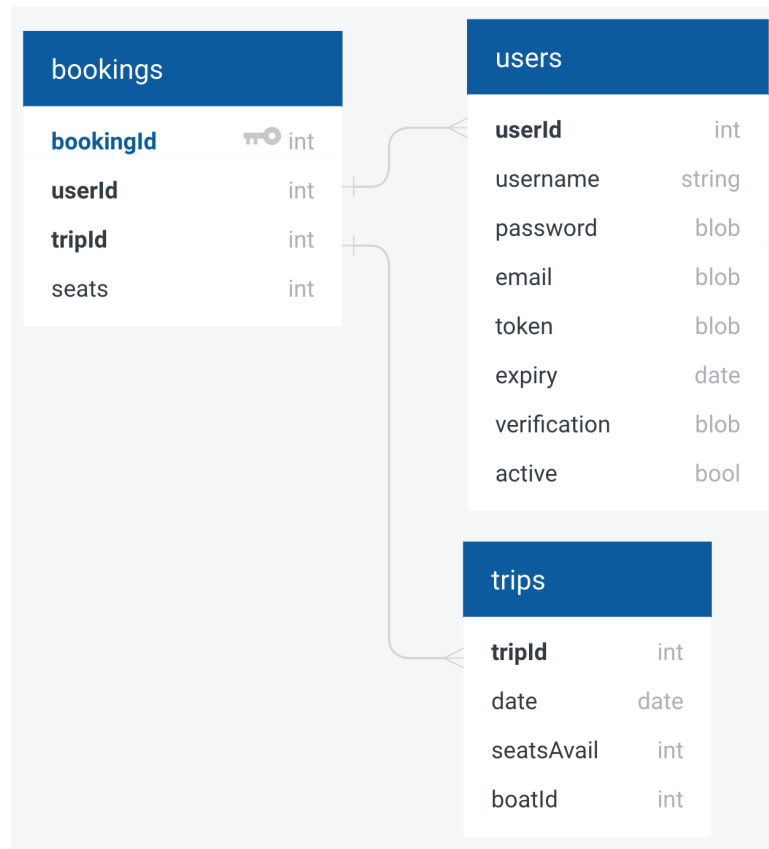 bookings
bookingId int
userId int
tripId int
seats int
users
userId int
username string
password blob
email blob
token blob
expiry date
verification blob
active bool
trips
tripId int
date date
seatsAvail int
boatId int